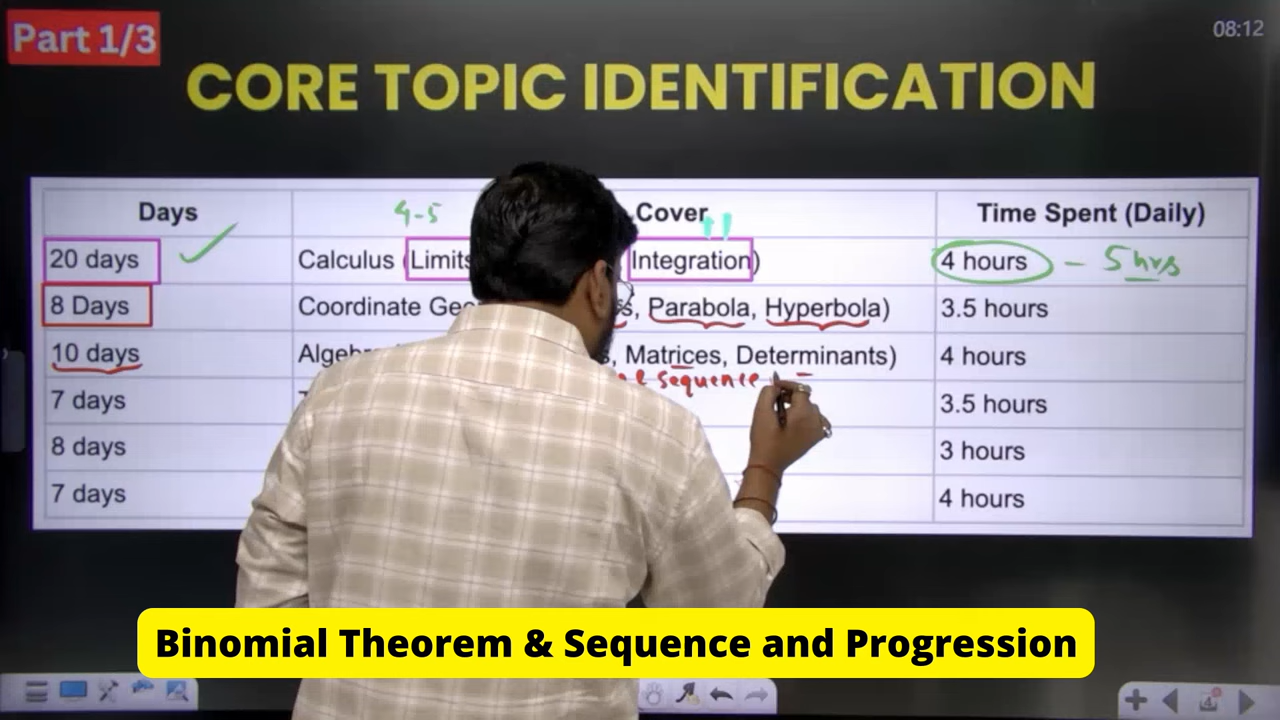 Part 1/3
08:12
CORE TOPIC IDENTIFICATION
Days
4-5
Cover
Time Spent (Daily)
20 days
Calculus (Limits
Integration)
4 hours
- 5 hrs
8 Days
Coordinate
Parabola, Hyperbola)
3.5 hours
10 days
Matrices, Determinants)
4 hours
sequence
7 days
3.5 hours
8 days
3 hours
7 days
4 hours
Binomial Theorem & Sequence and Progression